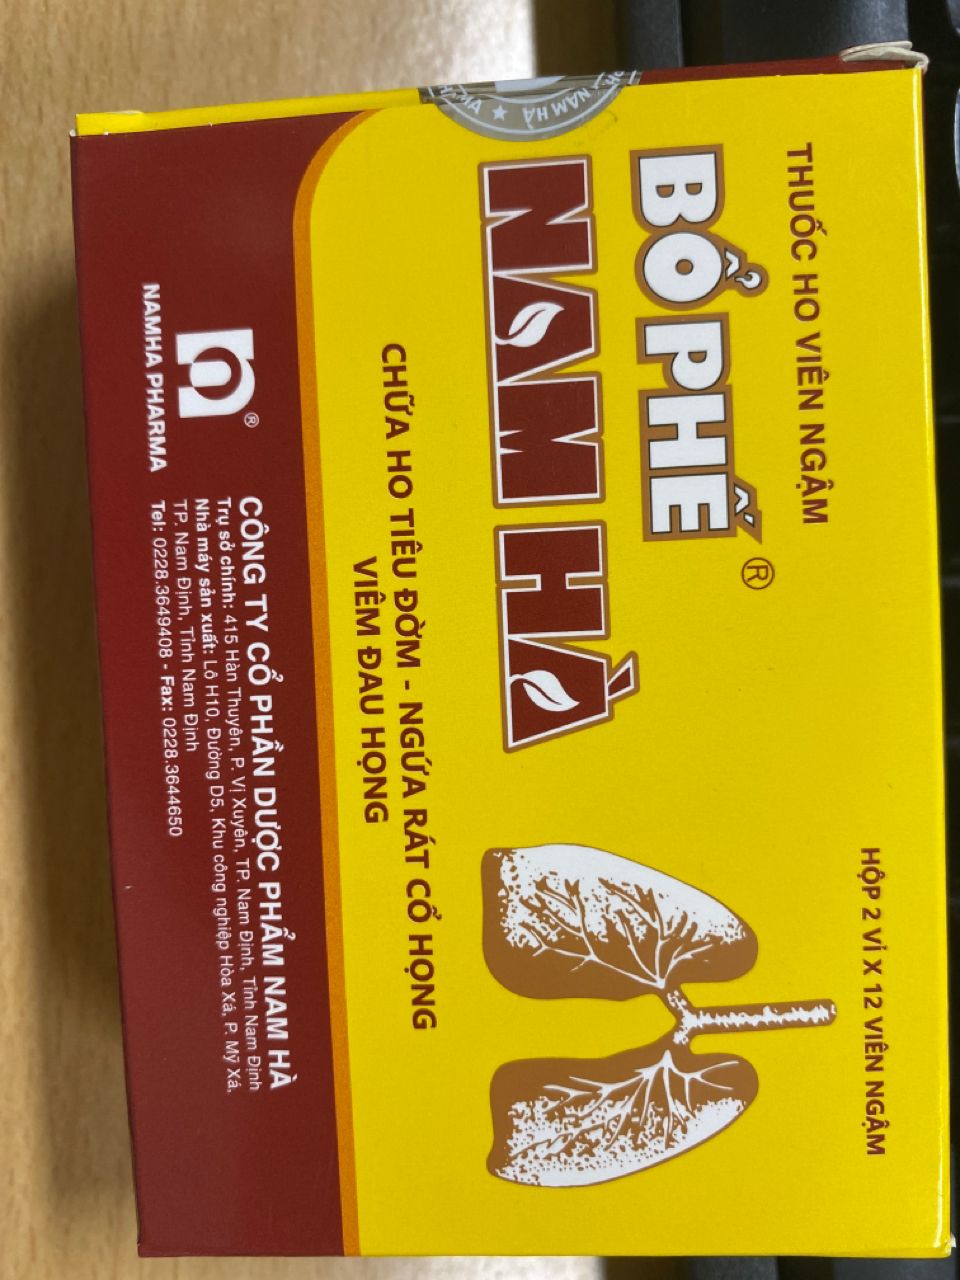 THUỐC HO VIÊN NGẬM
HỘP 2 VỈ X 12 VIÊN NGẬM
BỔ PHẾ ®
NAM HÀ
NAM HÀ
CHỮA HO TIÊU ĐỜM - NGỨA RÁT CỔ HỌNG
VIÊM ĐAU HỌNG
®
NAMHA PHARMA
CÔNG TY CỔ PHẦN DƯỢC PHẨM NAM HÀ
Trụ sở chính: 415 Hàn Thuyên, P. Vị Xuyên, TP. Nam Định, Tỉnh Nam Định
Nhà máy sản xuất: Lô H10, Đường D5, Khu công nghiệp Hòa Xá, P. Mỹ Xá,
TP. Nam Định, Tỉnh Nam Định
Tel: 0228.3649408 - Fax: 0228.3644650